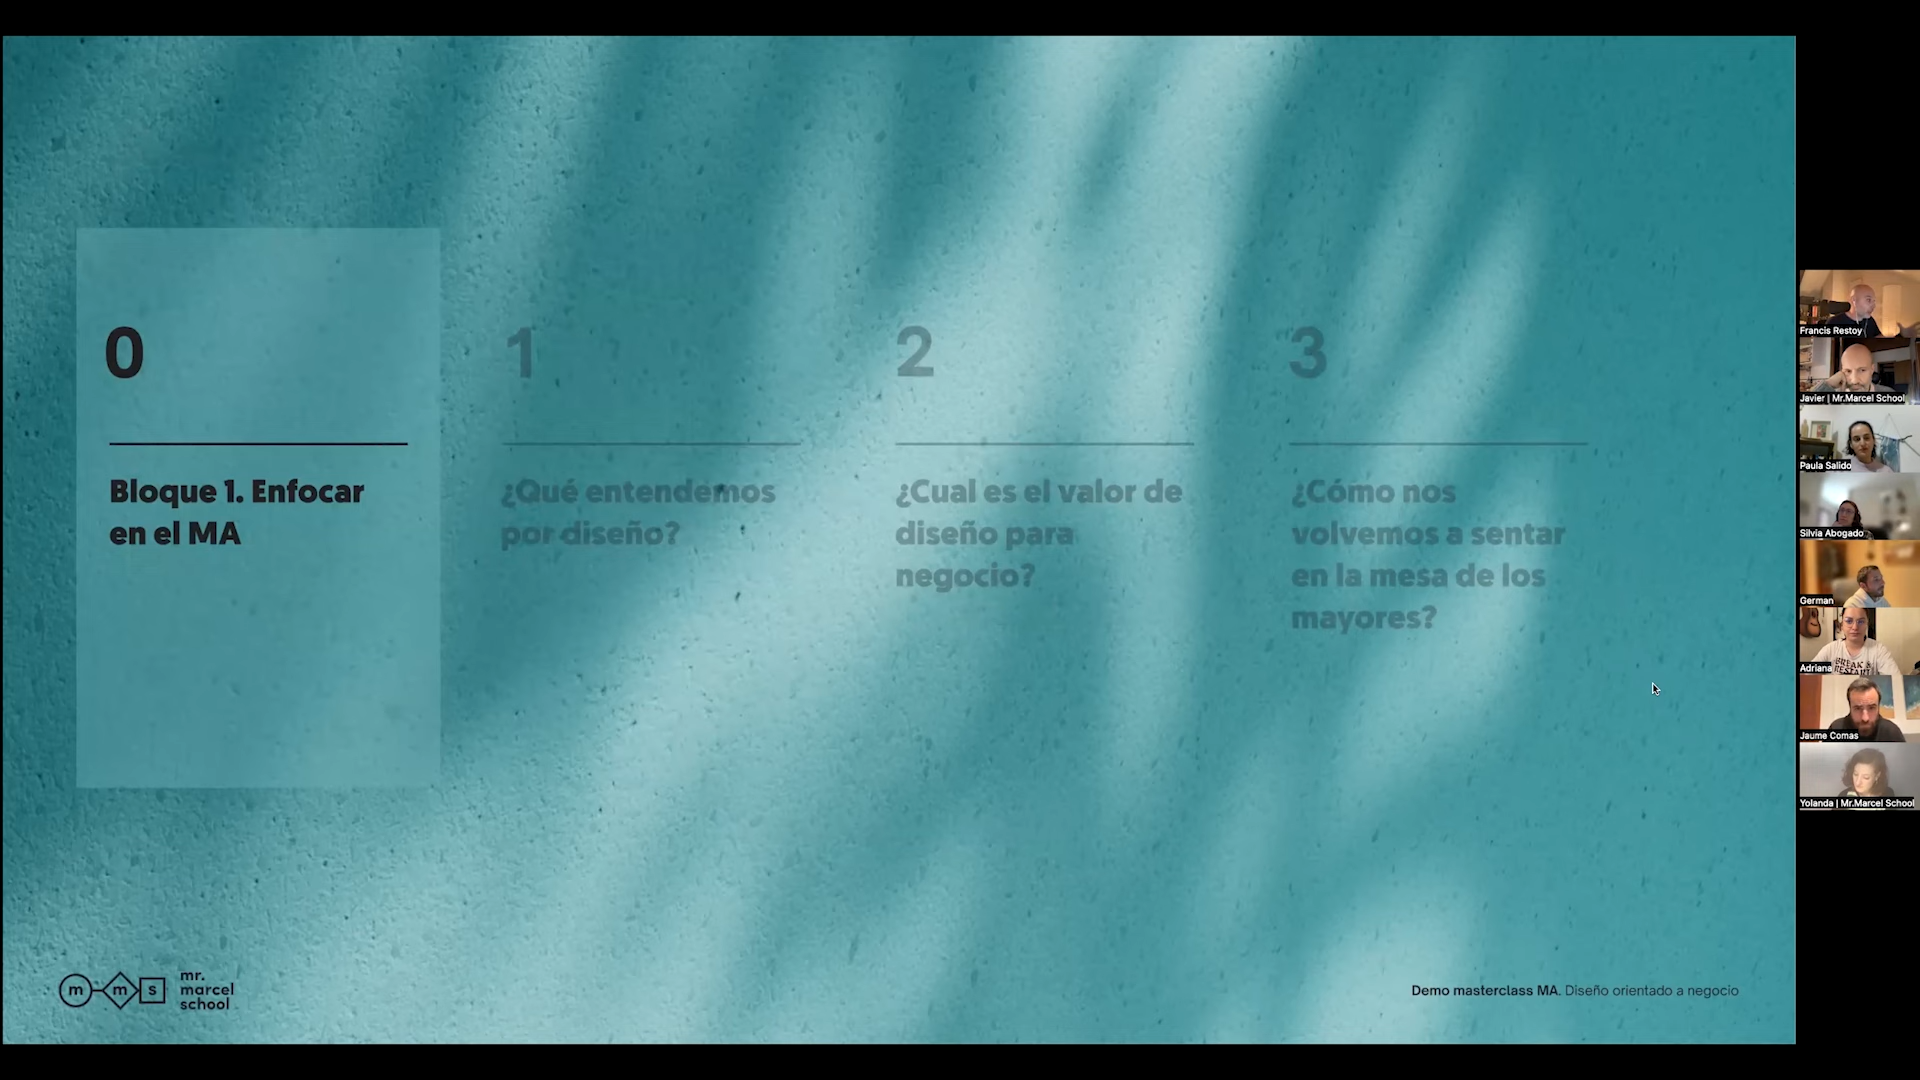 0
Bloque 1. Enfocar
en el MA
1
¿Qué entendemos
por diseño?
2
¿Cual es el valor de
diseño para
negocio?
3
¿Cómo nos
volvemos a sentar
en la mesa de los
mayores?
m m s
mr.
marcel
school
Demo masterclass MA. Diseño orientado a negocio
Francis Restoy
Javier | Mr.Marcel School
Paula Salido
Silvia Abogado
German
Adriana
BREAK &
RESTART
Jaume Comas
Yolanda | Mr.Marcel School